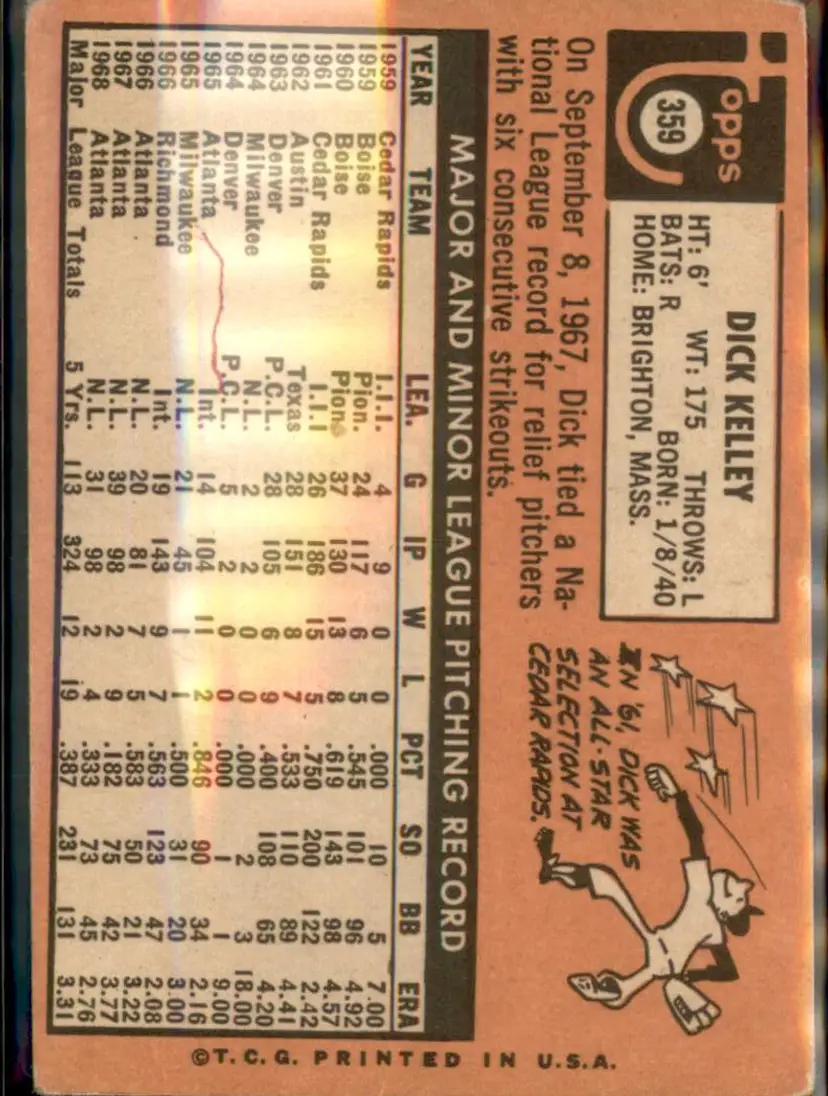 Topps
359
DICK KELLEY
HT: 6' WT: 175 THROWS: L
BATS: R BORN: 1/8/40
HOME: BRIGHTON, MASS.
On September 8, 1967, Dick tied a Na-
tional League record for relief pitchers
with six consecutive strikeouts.
IN '61, DICK WAS
AN ALL-STAR
SELECTION AT
CEDAR RAPIDS.
MAJOR AND MINOR LEAGUE PITCHING RECORD
YEAR TEAM LEA. G IP W L PCT SO BB ERA
1959 Cedar Rapids I.I.I. 4 9 0 0 .000 10 5 7.00
1959 Boise Pion. 24 117 6 5 .545 101 96 4.92
1960 Boise Pion. 37 130 13 8 .619 143 98 4.57
1961 Cedar Rapids I.I.I 26 186 15 5 .750 200 122 2.42
1962 Austin Texas 28 151 8 7 .533 110 89 4.41
1963 Denver P.C.L. 28 105 6 9 .400 108 65 4.20
1964 Milwaukee N.L. 2 2 0 0 .000 2 3 18.00
1964 Denver P.C.L. 5 2 0 0 .000 1 1 9.00
1965 Atlanta Int. 14 104 11 2 .846 90 34 2.16
1965 Milwaukee N.L. 21 45 1 1 .500 31 20 3.00
1966 Richmond Int. 19 143 9 7 .563 123 47 2.08
1966 Atlanta N.L. 20 81 7 5 .583 50 21 3.22
1967 Atlanta N.L. 39 98 2 9 .182 75 42 3.77
1968 Atlanta N.L. 31 98 2 4 .333 73 45 2.76
Major League Totals 5 Yrs. 113 324 12 19 .387 231 131 3.31
©T.C.G. PRINTED IN U.S.A.